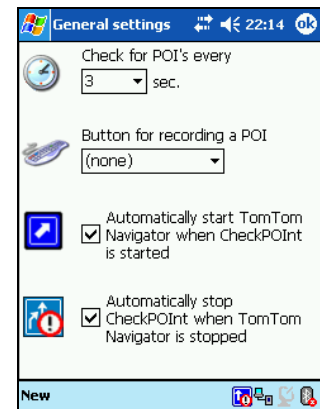 General settings 22:14 ok
Check for POI's every
3 sec.
Button for recording a POI
(none)
Automatically start TomTom
Navigator when CheckPOInt
is started
Automatically stop
CheckPOInt when TomTom
Navigator is stopped
New